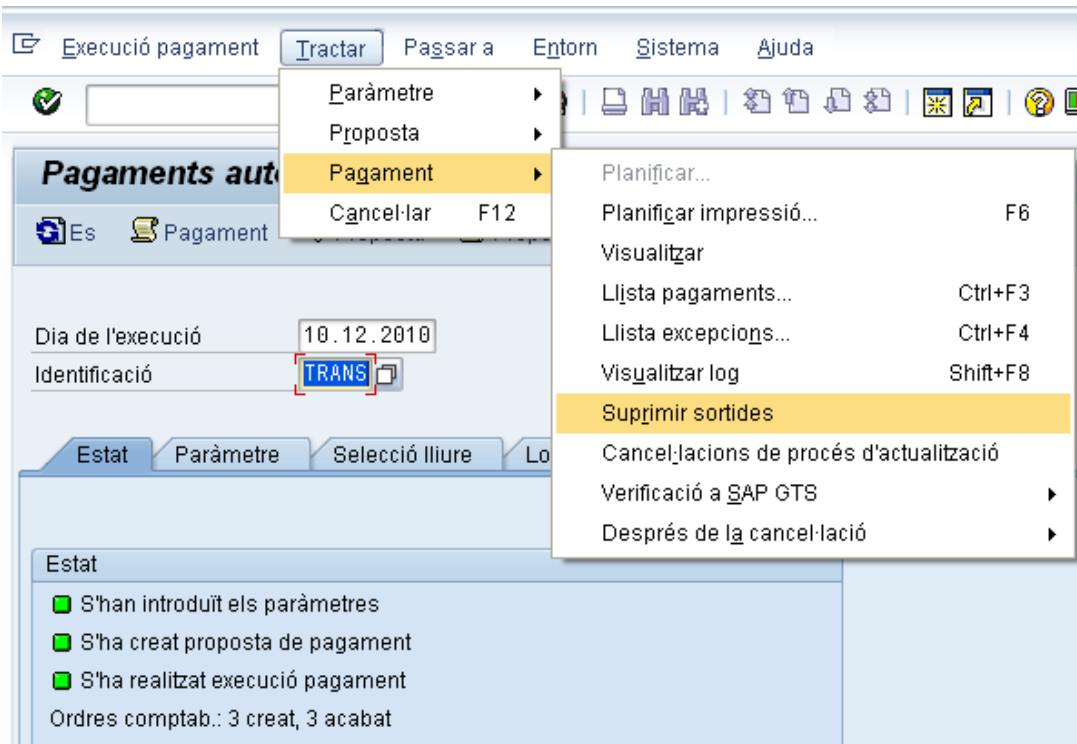 Execució pagament Tractar Passar a Entorn Sistema Ajuda
Paràmetre
Proposta
Pagament
Cancel·lar F12
Planificar...
Planificar impressió... F6
Visualitzar
Llista pagaments... Ctrl+F3
Llista excepcions... Ctrl+F4
Visualitzar log Shift+F8
Suprimir sortides
Cancel·lacions de procés d'actualització
Verificació a SAP GTS
Després de la cancel·lació
Pagaments aut
Es Pagament
Dia de l'execució 10.12.2010
Identificació TRANS
Estat Paràmetre Selecció lliure Lo
Estat
S'han introduït els paràmetres
S'ha creat proposta de pagament
S'ha realitzat execució pagament
Ordres comptab.: 3 creat, 3 acabat